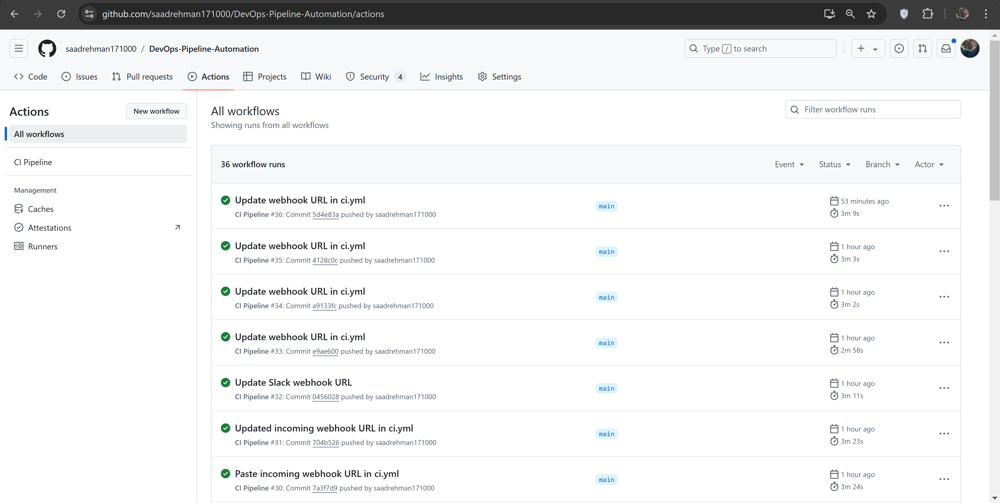 github.com/saadrehman171000/DevOps-Pipeline-Automation/actions
saadrehman171000 / DevOps-Pipeline-Automation
Type / to search
Code
Issues
Pull requests
Actions
Projects
Wiki
Security 4
Insights
Settings
Actions
New workflow
All workflows
CI Pipeline
Management
Caches
Attestations
Runners
All workflows
Showing runs from all workflows
Filter workflow runs
36 workflow runs
Event
Status
Branch
Actor
Update webhook URL in ci.yml
CI Pipeline #36: Commit 5d4e83a pushed by saadrehman171000
main
53 minutes ago
3m 9s
Update webhook URL in ci.yml
CI Pipeline #35: Commit 4128c0c pushed by saadrehman171000
main
1 hour ago
3m 3s
Update webhook URL in ci.yml
CI Pipeline #34: Commit a9133fc pushed by saadrehman171000
main
1 hour ago
3m 2s
Update webhook URL in ci.yml
CI Pipeline #33: Commit e9ae600 pushed by saadrehman171000
main
1 hour ago
2m 58s
Update Slack webhook URL
CI Pipeline #32: Commit 0456028 pushed by saadrehman171000
main
1 hour ago
3m 11s
Updated incoming webhook URL in ci.yml
CI Pipeline #31: Commit 704b526 pushed by saadrehman171000
main
1 hour ago
3m 23s
Paste incoming webhook URL in ci.yml
CI Pipeline #30: Commit 7a3f7d9 pushed by saadrehman171000
main
1 hour ago
3m 24s